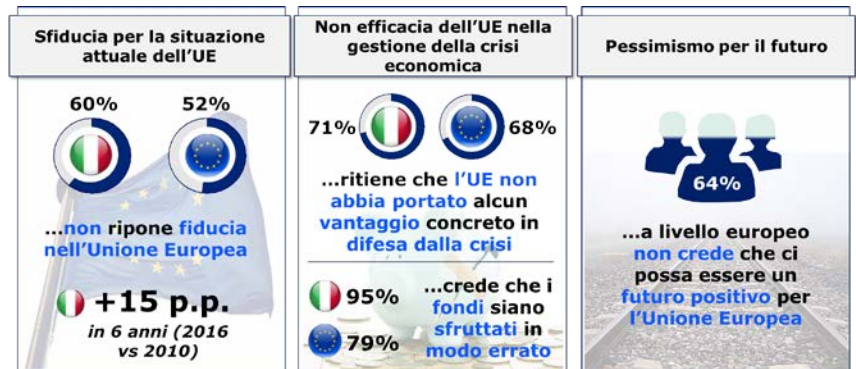 Sfiducia per la situazione
attuale dell'UE
60%
52%
...non ripone fiducia
nell'Unione Europea
+15 p.p.
in 6 anni (2016
vs 2010)
Non efficacia dell'UE nella
gestione della crisi
economica
71%
68%
...ritiene che l'UE non
abbia portato alcun
vantaggio concreto in
difesa dalla crisi
95%
79%
...crede che i
fondi siano
sfruttati in
modo errato
Pessimismo per il futuro
64%
...a livello europeo
non crede che ci
possa essere un
futuro positivo per
l'Unione Europea